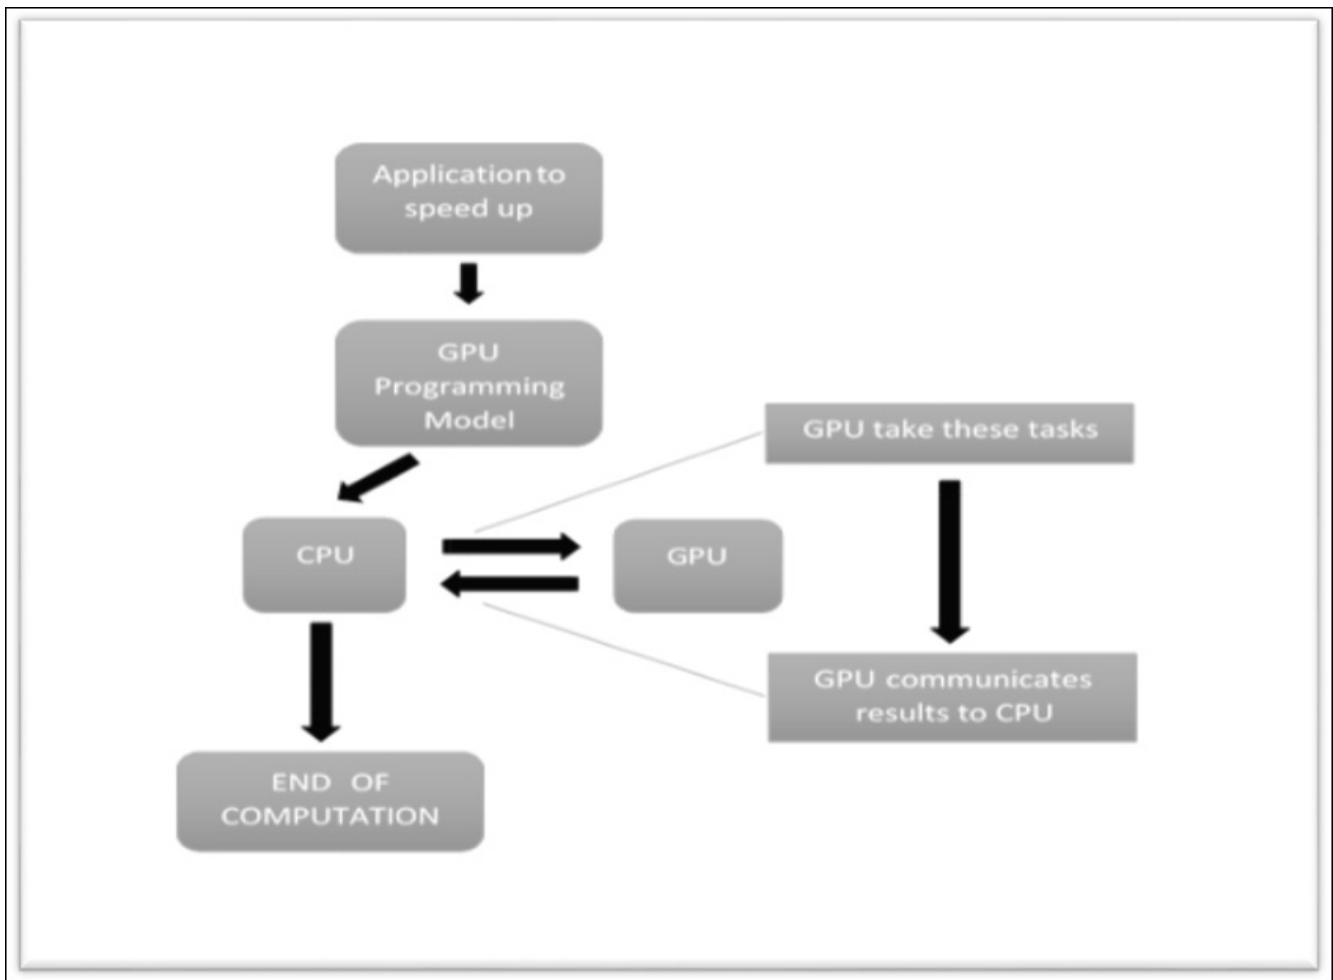 Application to
speed up
GPU
Programming
Model
GPU take these tasks
CPU
GPU
GPU communicates
results to CPU
END OF
COMPUTATION